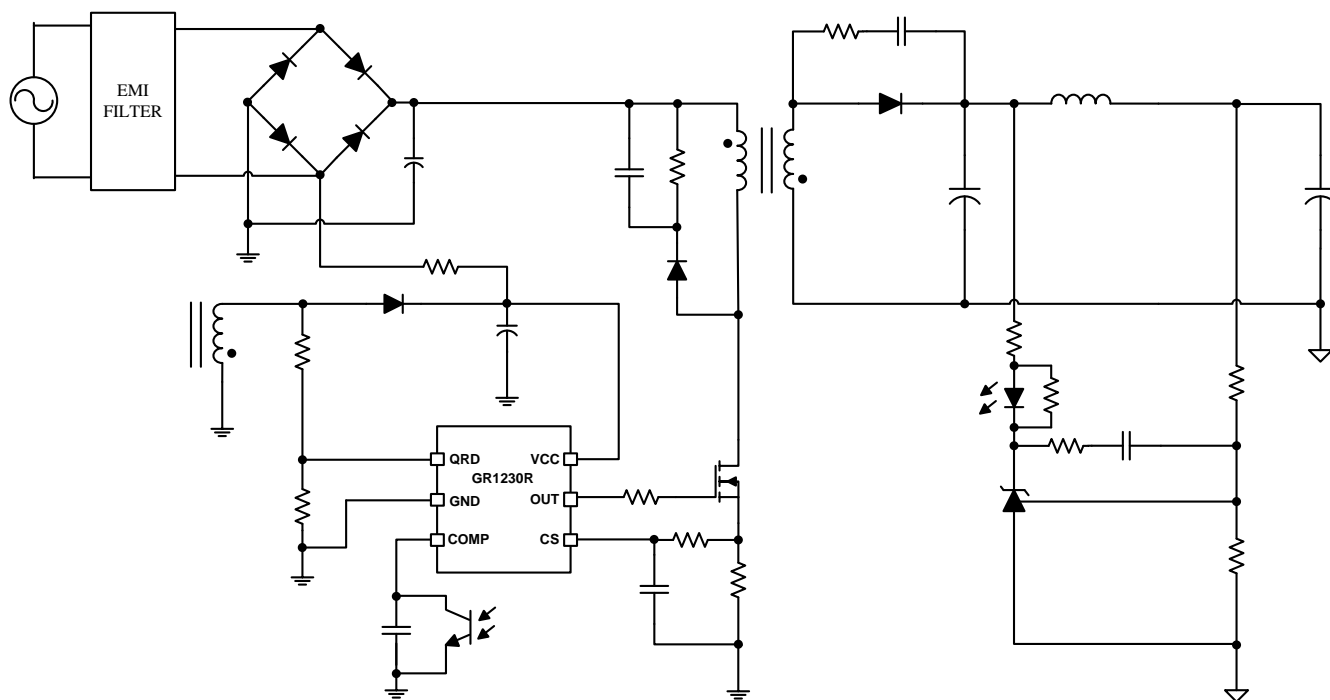 EMI
FILTER
QRD
VCC
GR1230R
GND
OUT
COMP
CS